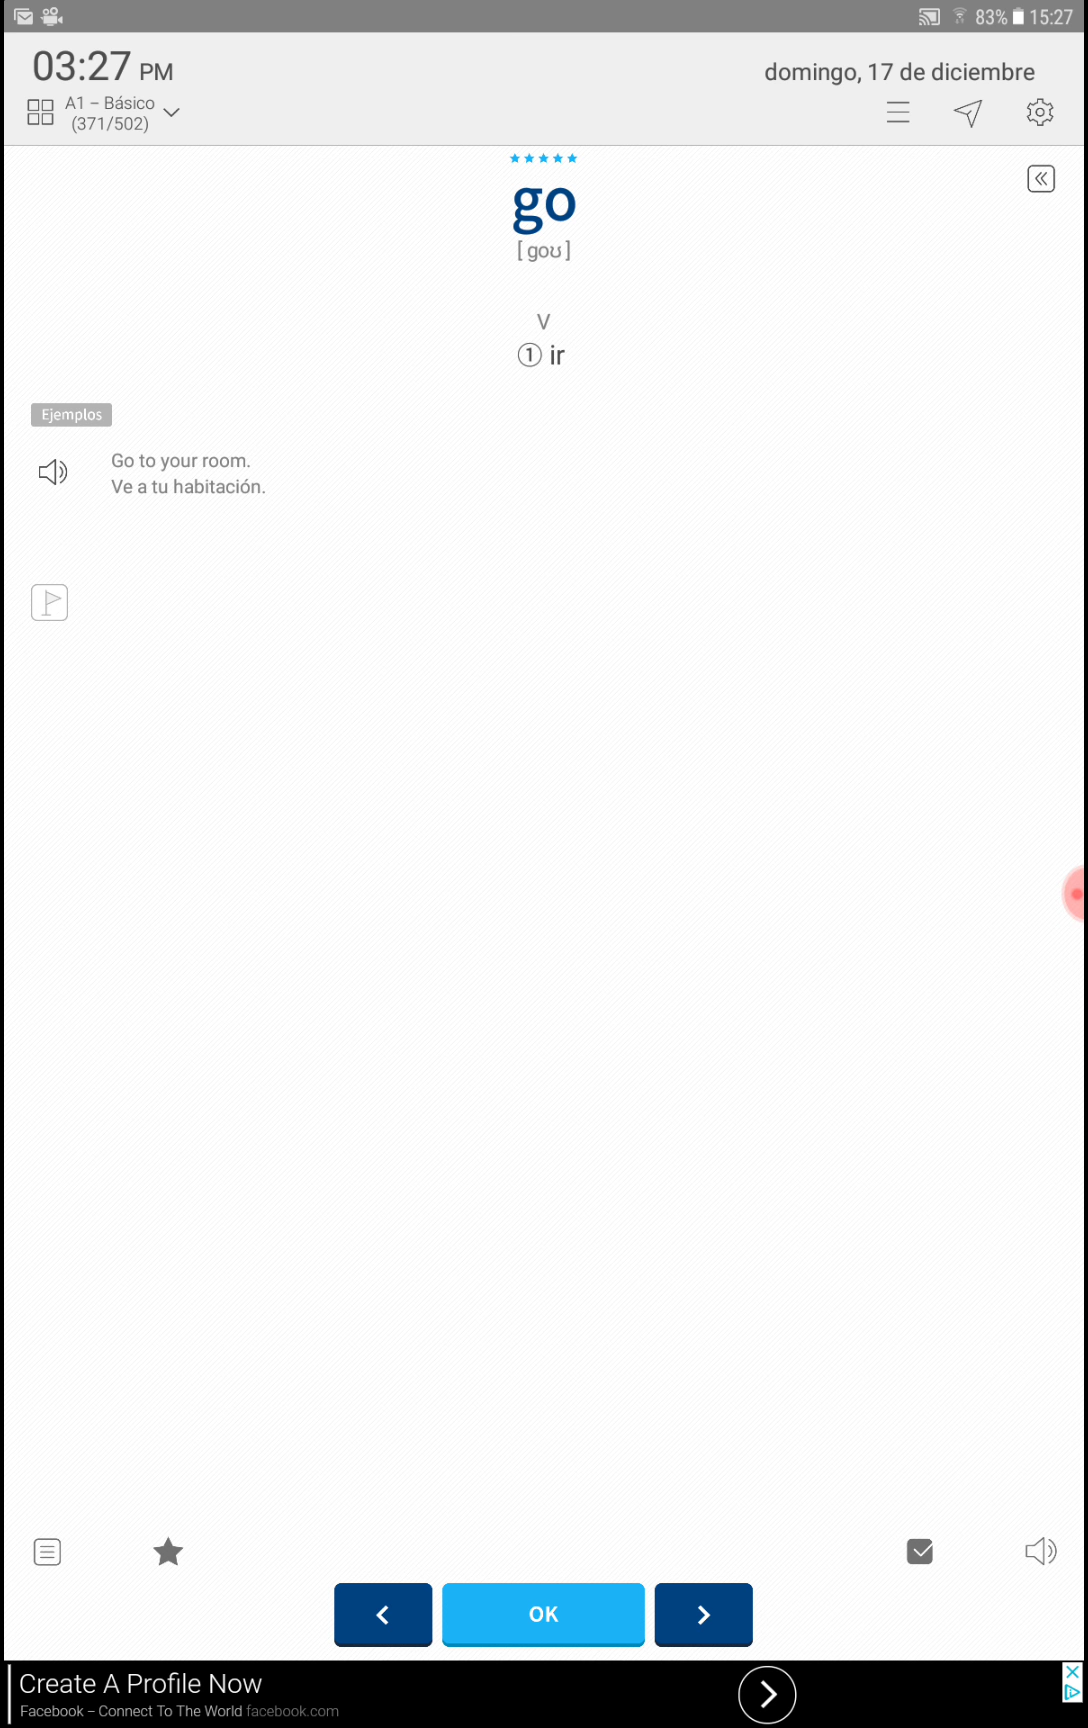 83% 15:27
03:27 PM
domingo, 17 de diciembre
A1 – Básico
(371/502)
go
[ goʊ ]
V
① ir
Ejemplos
Go to your room.
Ve a tu habitación.
OK
Create A Profile Now
Facebook – Connect To The World facebook.com